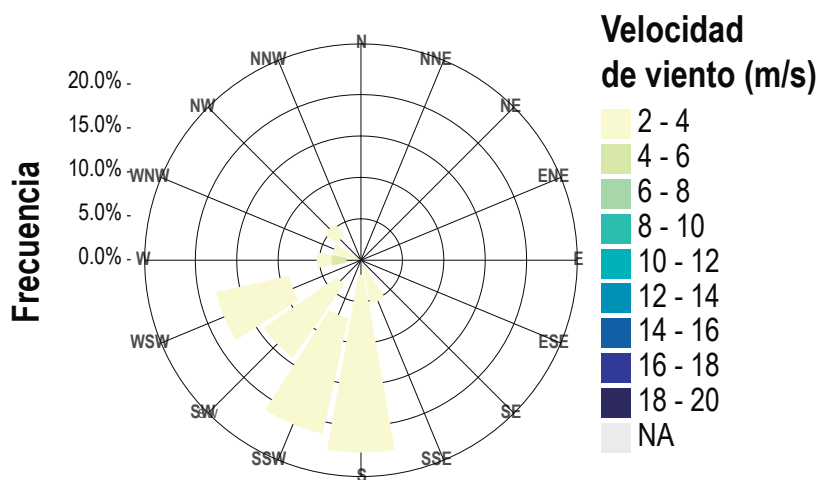 Velocidad
de viento (m/s)
2 - 4
4 - 6
6 - 8
8 - 10
10 - 12
12 - 14
14 - 16
16 - 18
18 - 20
NA
Frecuencia
20.0% -
15.0% -
10.0% -
5.0% -
0.0% -
N
NNE
NE
ENE
E
ESE
SE
SSE
S
SSW
SW
WSW
W
WNW
NW
NNW